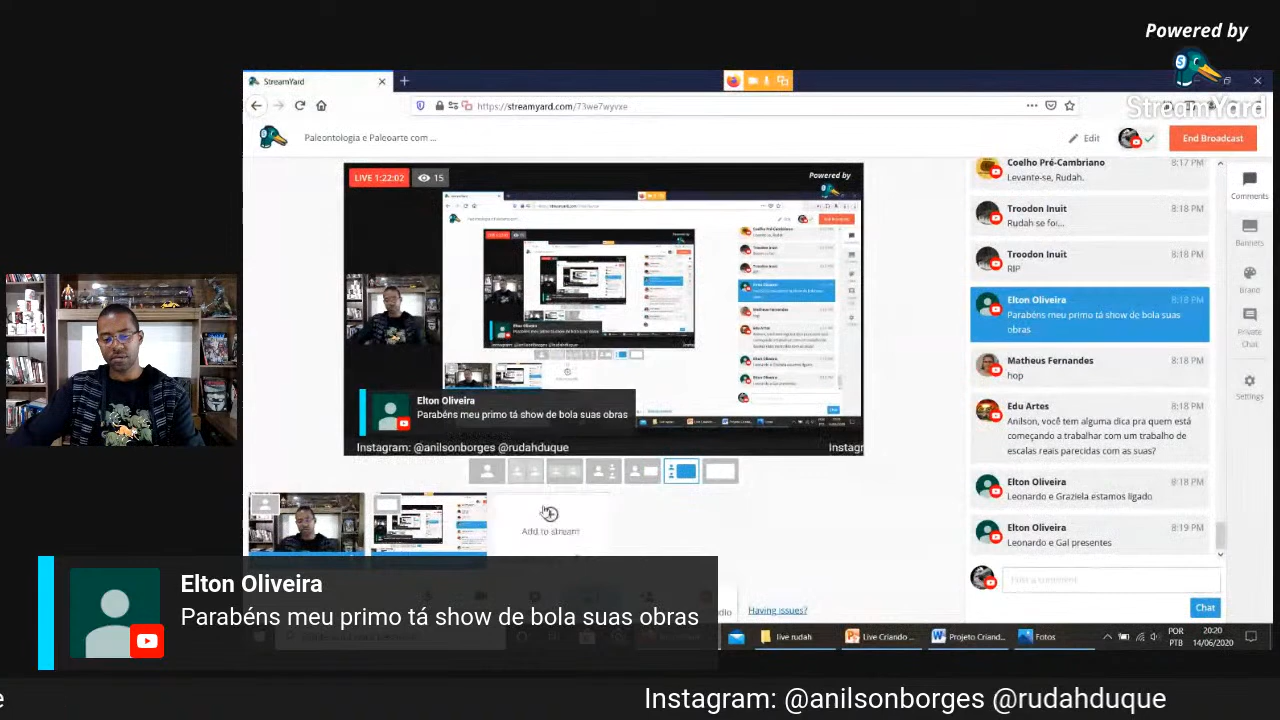 Powered by
StreamYard
StreamYard
https://streamyard.com/73we7wyvxe
Paleontologia e Paleoarte com ...
Edit
End Broadcast
LIVE 1:22:02
15
Powered by
Elton Oliveira
Parabéns meu primo tá show de bola suas obras
Instagram: @anilsonborges @rudahduque
Instagr
Add to stream
Coelho Pré-Cambriano
8:17 PM
Levante-se, Rudah.
Troodon Inuit
8:18 PM
Rudah se foi...
Troodon Inuit
8:18 PM
RIP
Elton Oliveira
8:18 PM
Parabéns meu primo tá show de bola suas
obras
Matheus Fernandes
8:18 PM
hop
Edu Artes
8:18 PM
Anilson, você tem alguma dica pra quem está
começando a trabalhar com um trabalho de
escalas reais parecidas com as suas?
Elton Oliveira
8:18 PM
Leonardo e Graziela estamos ligado
Elton Oliveira
8:19 PM
Leonardo e Gal presentes
Post a comment
Chat
Comments
Banners
Brand
Private
Chat
Settings
Having issues?
live rudah
Live Criando ...
Projeto Criand...
Fotos
POR
PTB
20:20
14/06/2020
Elton Oliveira
Parabéns meu primo tá show de bola suas obras
e
Instagram: @anilsonborges @rudahduque